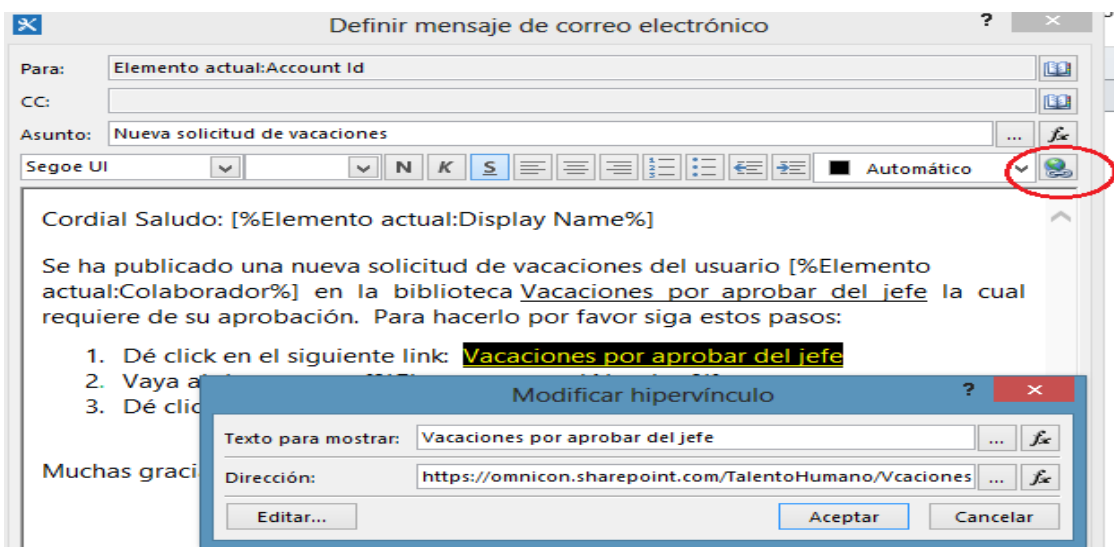 Definir mensaje de correo electrónico ?
Para: Elemento actual:Account Id
CC:
Asunto: Nueva solicitud de vacaciones ... fx
Segoe UI N K S Automático
Cordial Saludo: [%Elemento actual:Display Name%]
Se ha publicado una nueva solicitud de vacaciones del usuario [%Elemento
actual:Colaborador%] en la biblioteca Vacaciones por aprobar del jefe la cual
requiere de su aprobación. Para hacerlo por favor siga estos pasos:
1. Dé click en el siguiente link: Vacaciones por aprobar del jefe
2. Vaya
3. Dé clic
Muchas graci
Modificar hipervínculo ?
Texto para mostrar: Vacaciones por aprobar del jefe ... fx
Dirección: https://omnicon.sharepoint.com/TalentoHumano/Vcaciones ... fx
Editar... Aceptar Cancelar